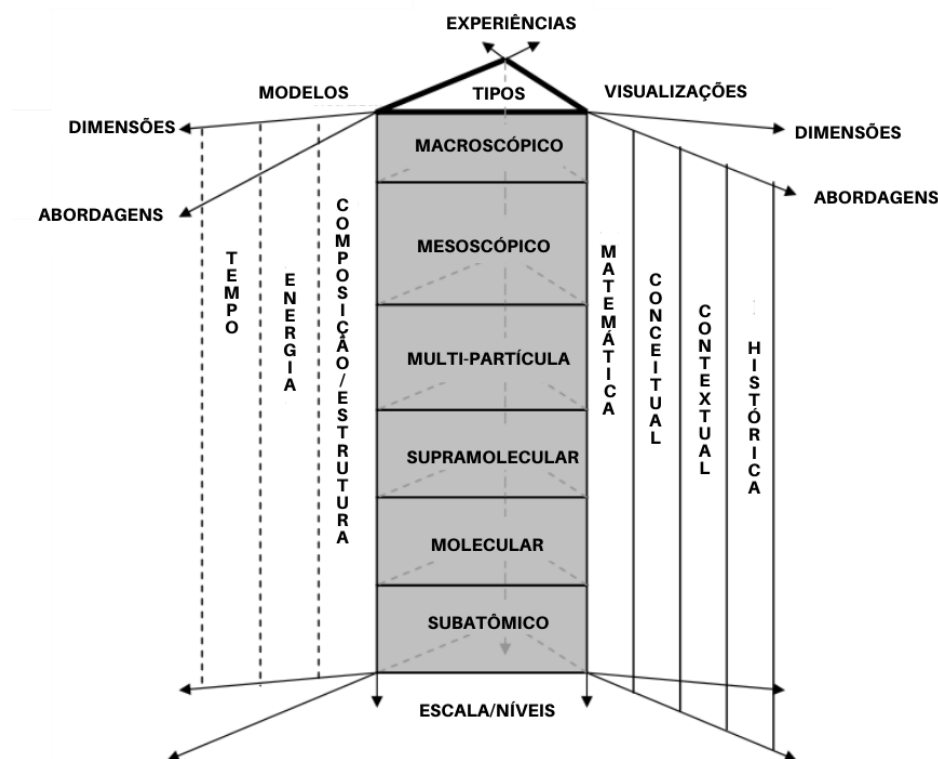 EXPERIÊNCIAS
MODELOS
TIPOS
VISUALIZAÇÕES
DIMENSÕES
DIMENSÕES
MACROSCÓPICO
ABORDAGENS
ABORDAGENS
MESOSCÓPICO
TEMPO
ENERGIA
COMPOSIÇÃO/ESTRUTURA
MATEMÁTICA
CONCEITUAL
CONTEXTUAL
HISTÓRICA
MULTI-PARTÍCULA
SUPRAMOLECULAR
MOLECULAR
SUBATÔMICO
ESCALA/NÍVEIS